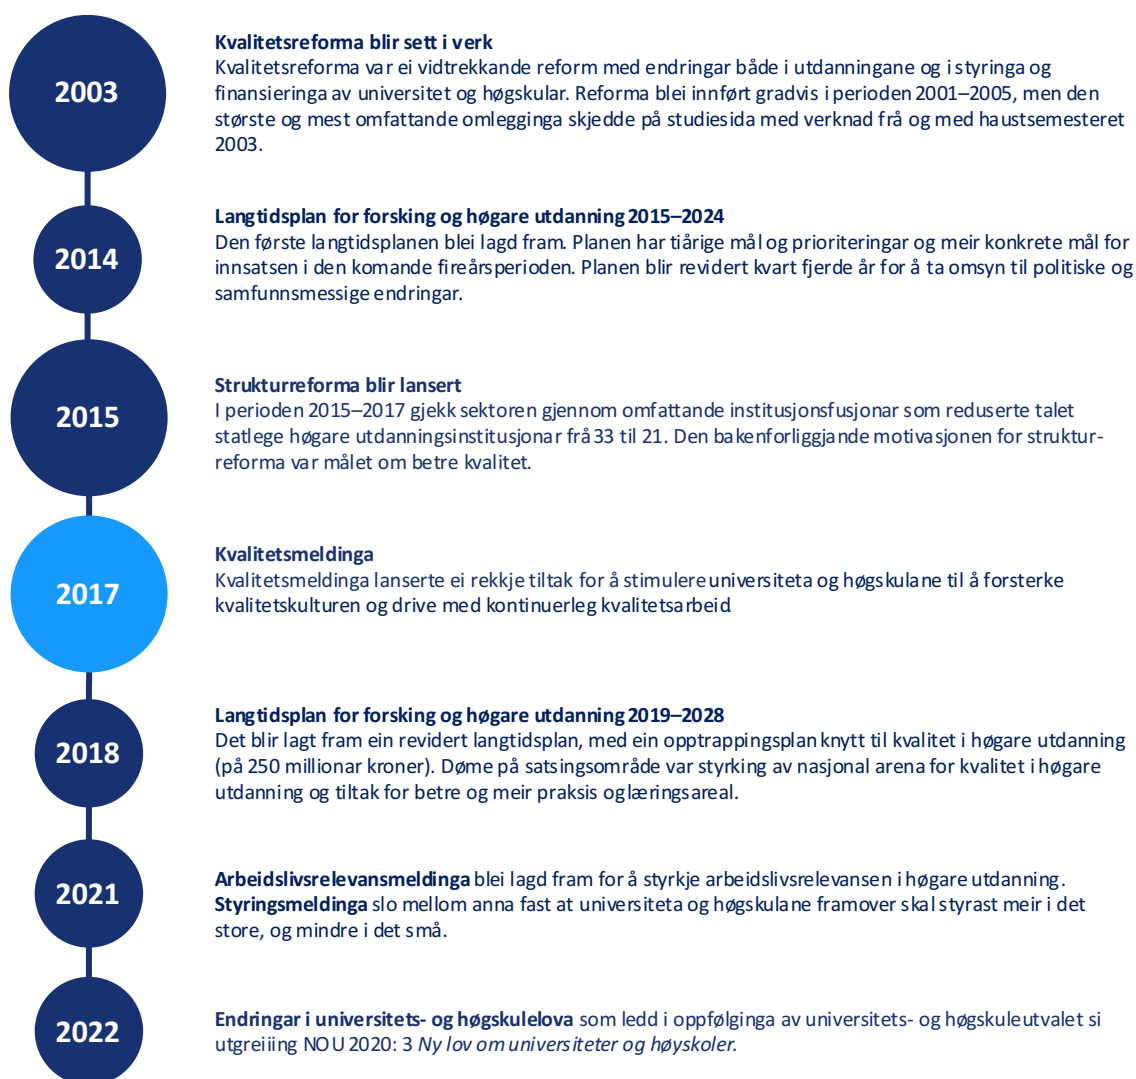 2003
Kvalitetsreforma blir sett i verk
Kvalitetsreforma var ei vidtrekkande reform med endringar både i utdanningane og i styringa og
finansieringa av universitet og høgskular. Reforma blei innført gradvis i perioden 2001–2005, men den
største og mest omfattande omlegginga skjedde på studiesida med verknad frå og med haustsemesteret
2003.
2014
Langtidsplan for forsking og høgare utdanning 2015–2024
Den første langtidsplanen blei lagd fram. Planen har tiårige mål og prioriteringar og meir konkrete mål for
innsatsen i den komande fireårsperioden. Planen blir revidert kvart fjerde år for å ta omsyn til politiske og
samfunnsmessige endringar.
2015
Strukturreforma blir lansert
I perioden 2015–2017 gjekk sektoren gjennom omfattande institusjonsfusjonar som reduserte talet
statlege høgare utdanningsinstitusjonar frå 33 til 21. Den bakenforliggjande motivasjonen for struktur-
reforma var målet om betre kvalitet.
2017
Kvalitetsmeldinga
Kvalitetsmeldinga lanserte ei rekkje tiltak for å stimulere universiteta og høgskulane til å forsterke
kvalitetskulturen og drive med kontinuerleg kvalitetsarbeid
2018
Langtidsplan for forsking og høgare utdanning 2019–2028
Det blir lagt fram ein revidert langtidsplan, med ein opptrappingsplan knytt til kvalitet i høgare utdanning
(på 250 millionar kroner). Døme på satsingsområde var styrking av nasjonal arena for kvalitet i høgare
utdanning og tiltak for betre og meir praksis oglæringsareal.
2021
Arbeidslivsrelevansmeldinga blei lagd fram for å styrkje arbeidslivsrelevansen i høgare utdanning.
Styringsmeldinga slo mellom anna fast at universiteta og høgskulane framover skal styrast meir i det
store, og mindre i det små.
2022
Endringar i universitets- og høgskulelova som ledd i oppfølginga av universitets- og høgskuleutvalet si
utgreiiing NOU 2020: 3 Ny lov om universiteter og høyskoler.